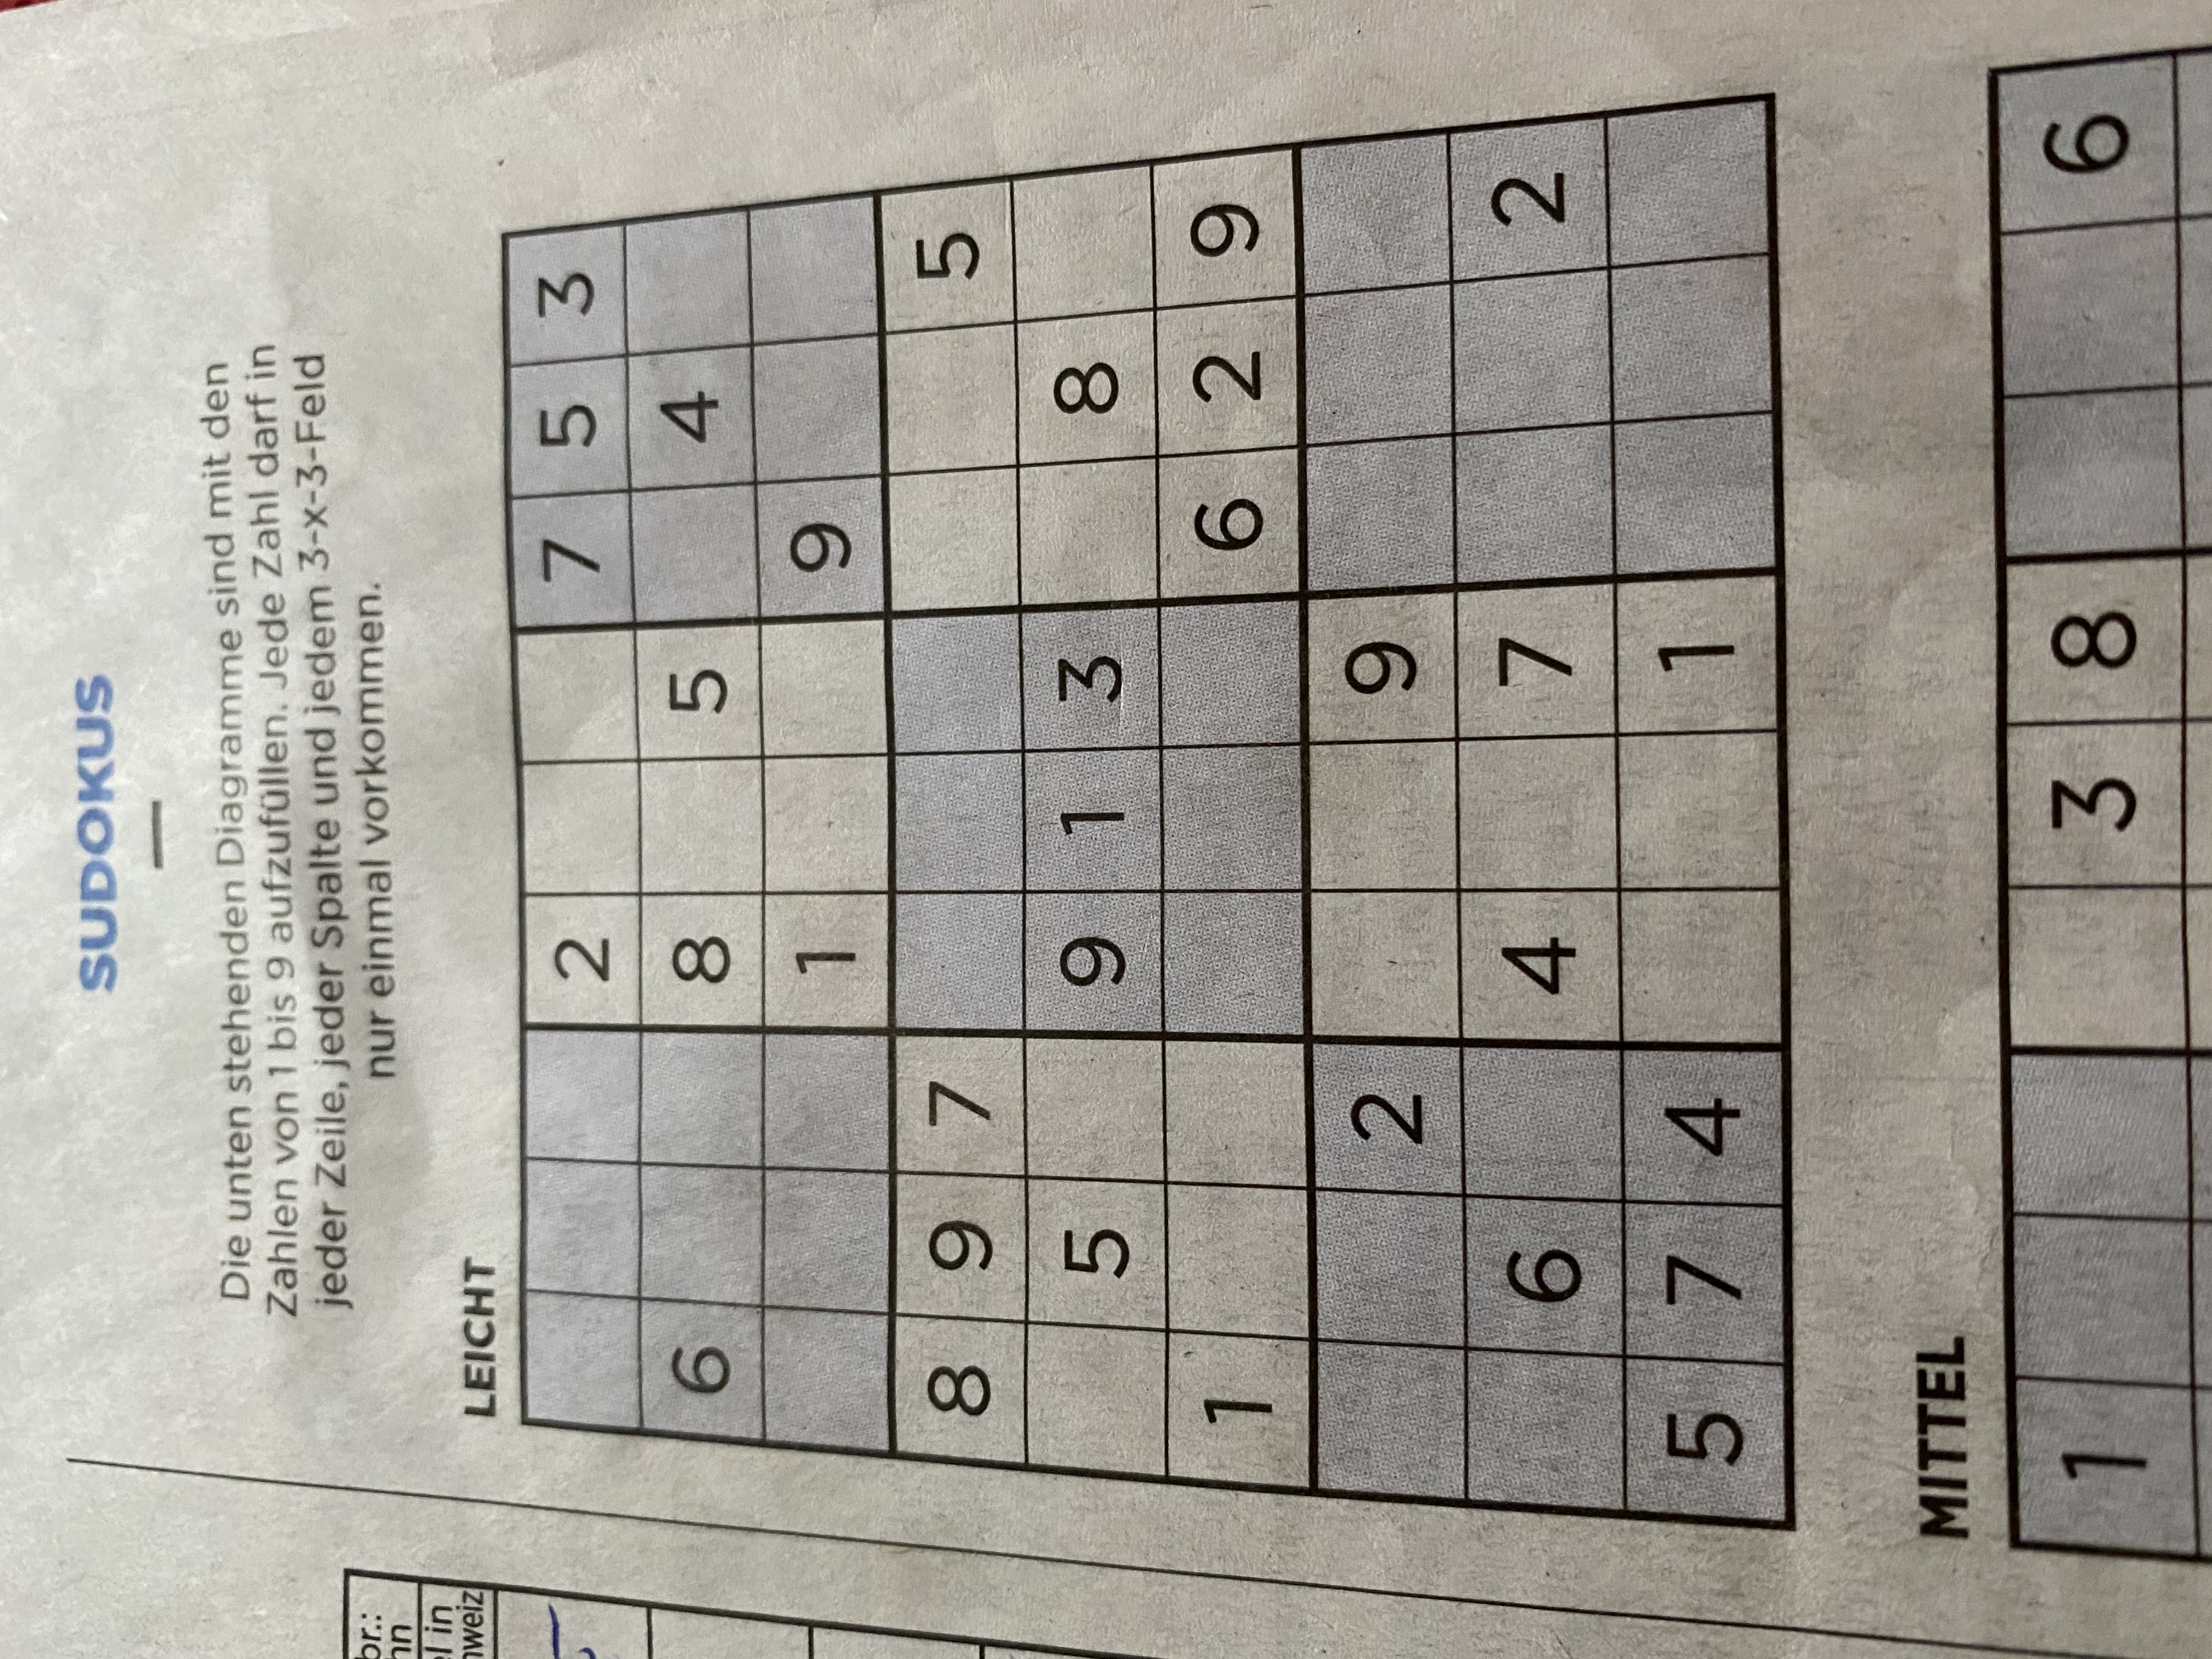 SUDOKUS
Die unten stehenden Diagramme sind mit den
Zahlen von 1 bis 9 aufzufüllen. Jede Zahl darf in
jeder Zeile, jeder Spalte und jedem 3-x-3-Feld
nur einmal vorkommen.
br.:
hn
el in
hweiz
LEICHT
2 7 5 3
6 8 5 4
1 9
8 9 7 5
5 9 1 3 8
1 6 2 9
2 9
6 4 7 2
5 7 4 1
MITTEL
1 3 8 6